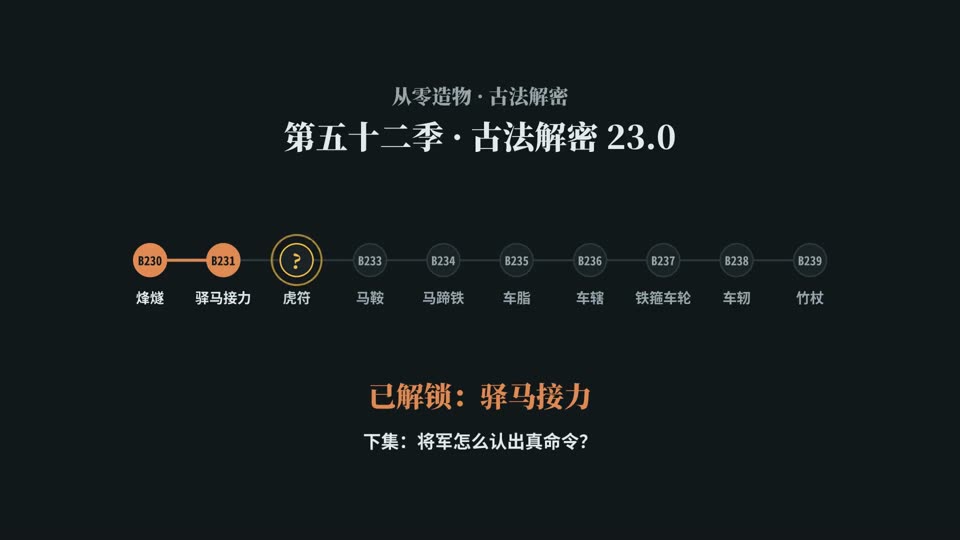 从零造物 · 古法解密
第五十二季 · 古法解密 23.0
B230 B231 ? B233 B234 B235 B236 B237 B238 B239
烽燧 驿马接力 虎符 马鞍 马蹄铁 车脂 车辖 铁箍车轮 车轫 竹杖
已解锁：驿马接力
下集：将军怎么认出真命令？